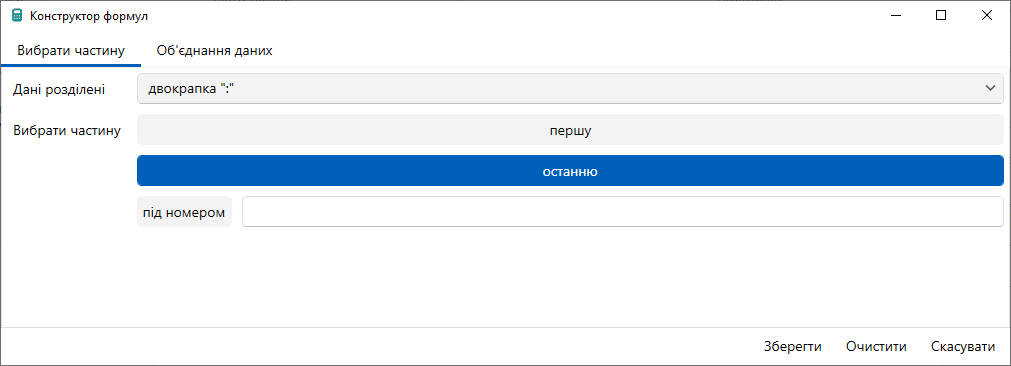 Конструктор формул
Вибрати частину Об'єднання даних
Дані розділені двокрапка ":"
Вибрати частину першу
останню
під номером
Зберегти Очистити Скасувати